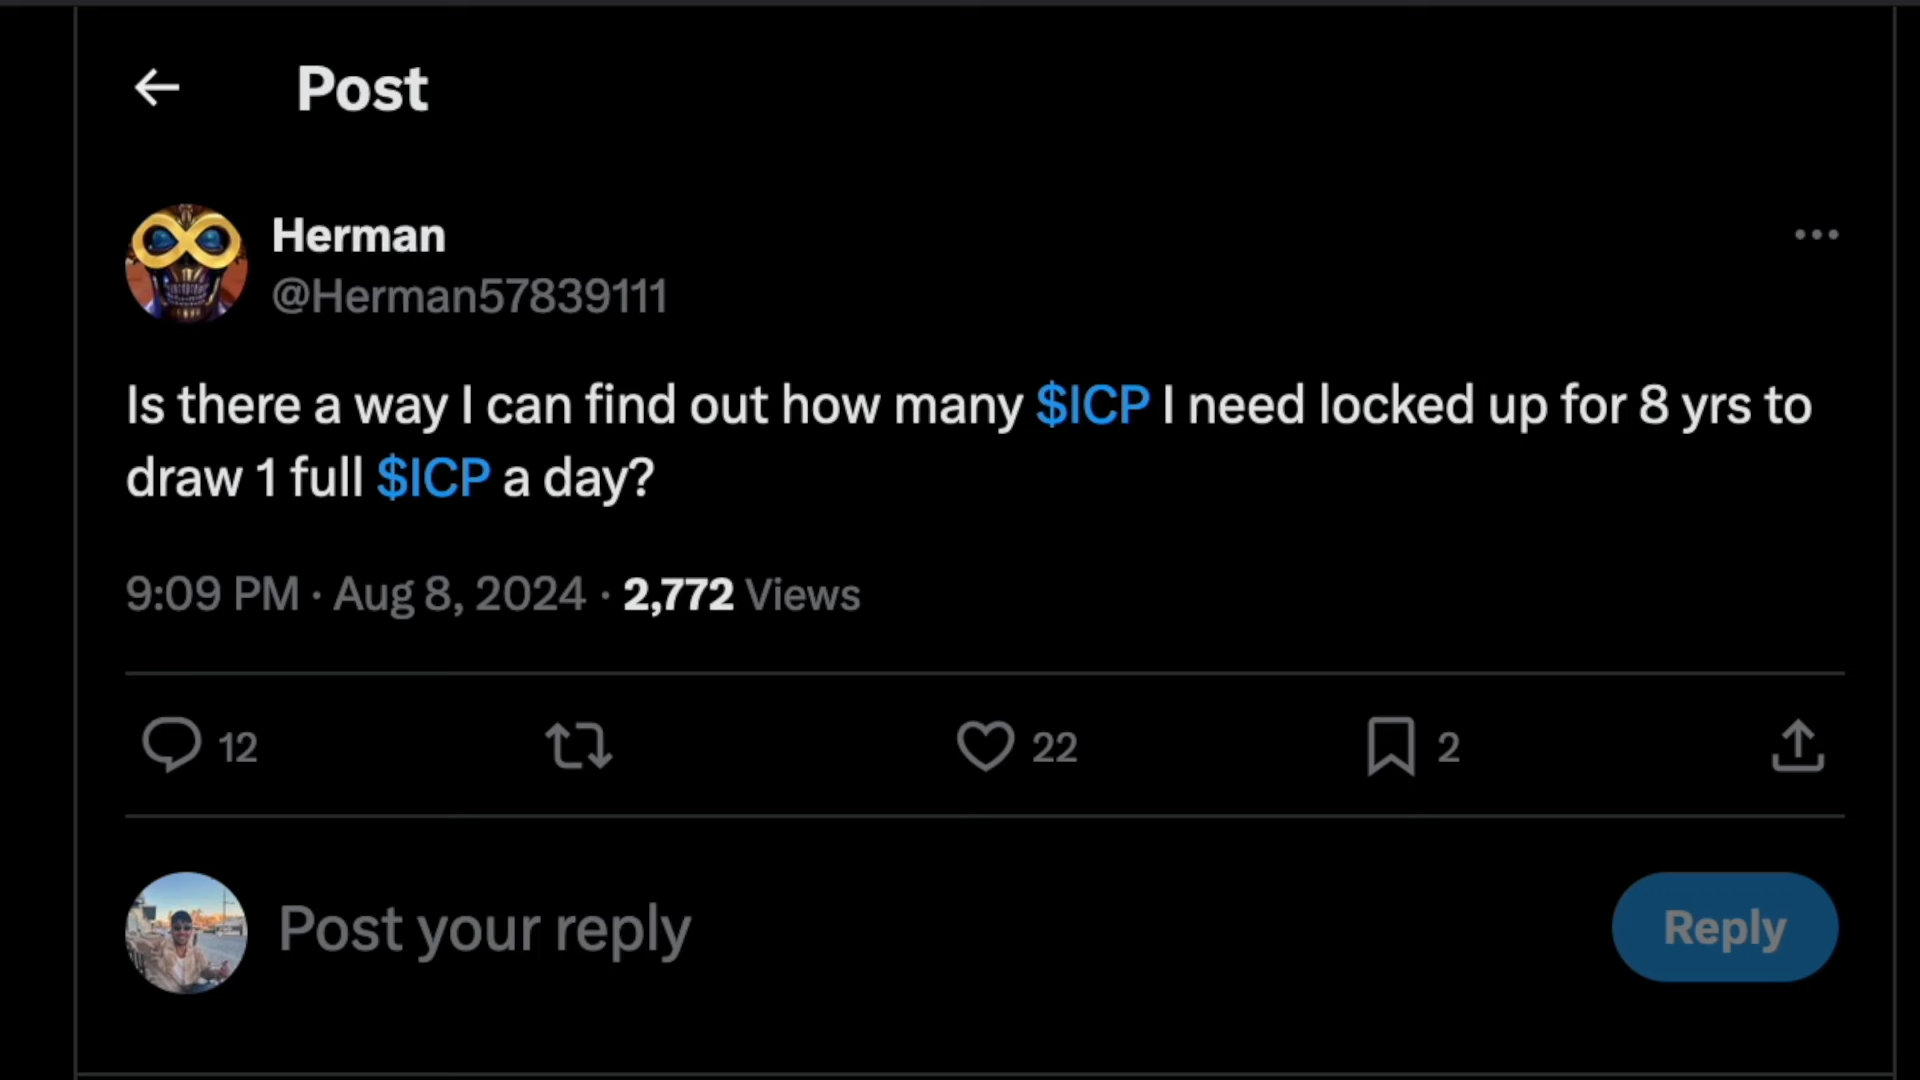 Post
Herman
@Herman57839111
Is there a way I can find out how many $ICP I need locked up for 8 yrs to
draw 1 full $ICP a day?
9:09 PM · Aug 8, 2024 · 2,772 Views
12 22 2
Post your reply Reply